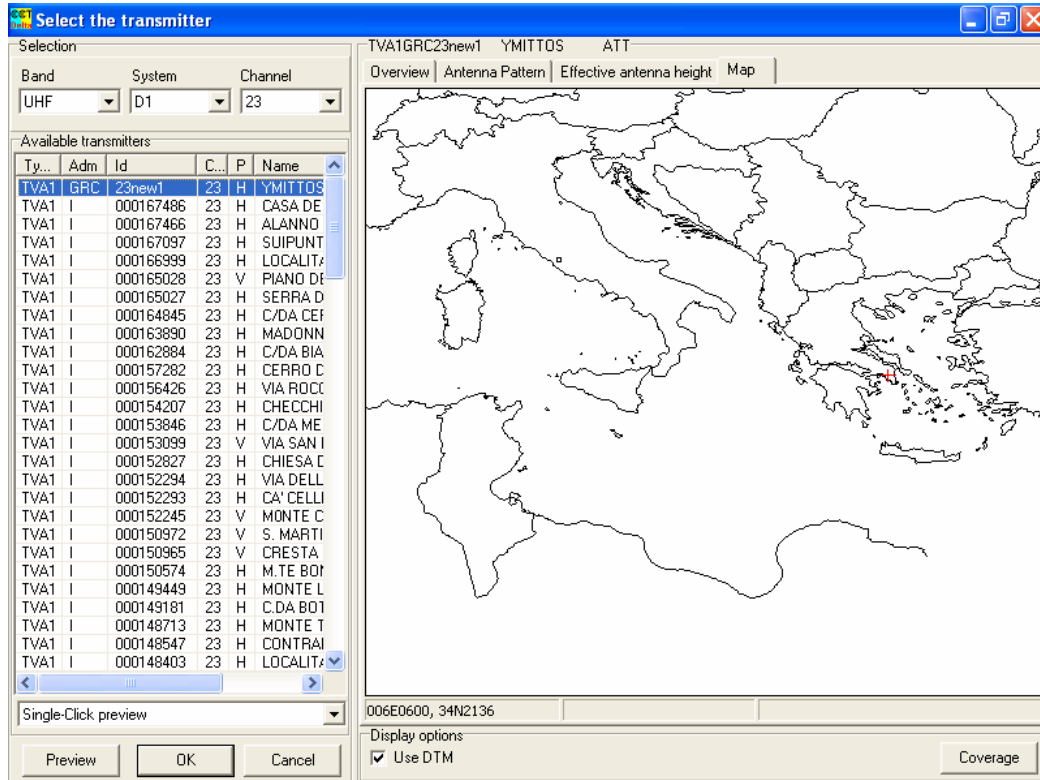 CCT Delta Select the transmitter
Selection
Band System Channel
UHF D1 23
Available transmitters
Ty... Adm Id C... P Name
TVA1 GRC 23new1 23 H YMITTOS
TVA1 I 000167486 23 H CASA DE
TVA1 I 000167466 23 H ALANNO
TVA1 I 000167097 23 H SUIPUNT
TVA1 I 000166999 23 H LOCALITA
TVA1 I 000165028 23 V PIANO DE
TVA1 I 000165027 23 H SERRA D
TVA1 I 000164845 23 H C/DA CER
TVA1 I 000163890 23 H MADONN
TVA1 I 000162884 23 H C/DA BIA
TVA1 I 000157282 23 H CERRO C
TVA1 I 000156426 23 H VIA ROCC
TVA1 I 000154207 23 H CHECCHI
TVA1 I 000153846 23 H C/DA ME
TVA1 I 000153099 23 V VIA SAN
TVA1 I 000152827 23 H CHIESA D
TVA1 I 000152294 23 H VIA DELL
TVA1 I 000152293 23 H CA' CELLI
TVA1 I 000152245 23 V MONTE C
TVA1 I 000150972 23 V S. MARTI
TVA1 I 000150965 23 V CRESTA
TVA1 I 000150574 23 H M.TE BON
TVA1 I 000149449 23 H MONTE L
TVA1 I 000149181 23 H C.DA BOT
TVA1 I 000148713 23 H MONTE T
TVA1 I 000148547 23 H CONTRAI
TVA1 I 000148403 23 H LOCALITA
Single-Click preview
Preview OK Cancel
TVA1GRC23new1 YMITTOS ATT
Overview Antenna Pattern Effective antenna height Map
006E0600, 34N2136
Display options
Use DTM
Coverage